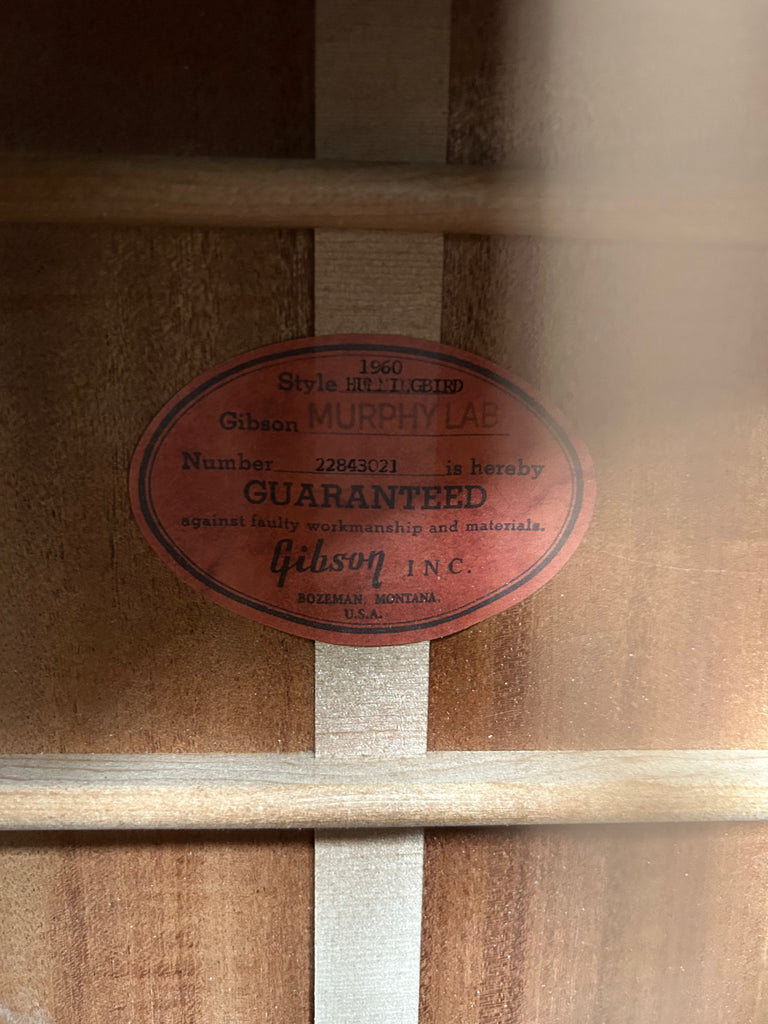 1960
Style HUMMINGBIRD
Gibson MURPHY LAB
Number 22843021 is hereby
GUARANTEED
against faulty workmanship and materials.
Gibson INC.
BOZEMAN, MONTANA.
U.S.A.